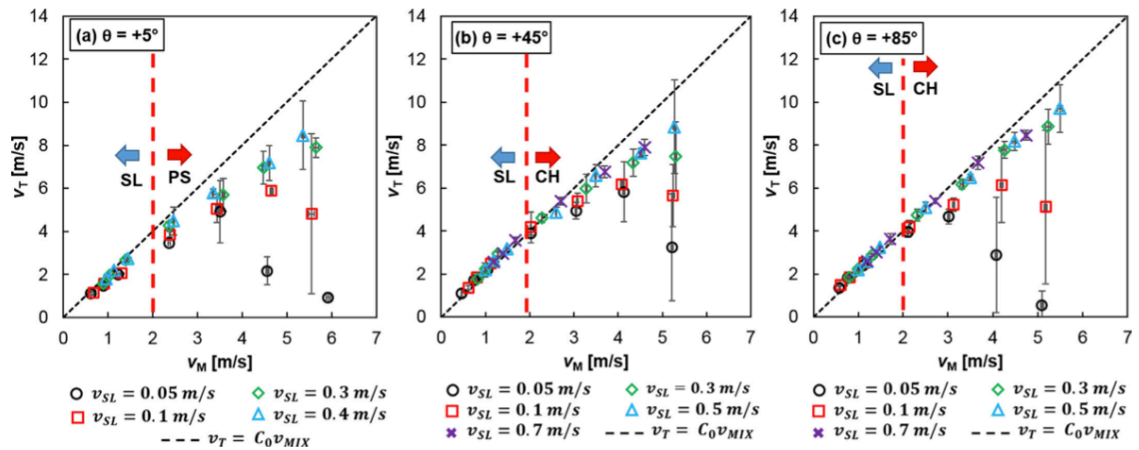 (a) θ = +5°
SL
PS
14
12
10
8
6
4
2
0
v_T [m/s]
0 1 2 3 4 5 6 7
v_M [m/s]
v_SL = 0.05 m/s
v_SL = 0.3 m/s
v_SL = 0.1 m/s
v_SL = 0.4 m/s
v_T = C_0 v_MIX
(b) θ = +45°
SL
CH
14
12
10
8
6
4
2
0
v_T [m/s]
0 1 2 3 4 5 6 7
v_M [m/s]
v_SL = 0.05 m/s
v_SL = 0.3 m/s
v_SL = 0.1 m/s
v_SL = 0.5 m/s
v_SL = 0.7 m/s
v_T = C_0 v_MIX
(c) θ = +85°
SL
CH
14
12
10
8
6
4
2
0
v_T [m/s]
0 1 2 3 4 5 6 7
v_M [m/s]
v_SL = 0.05 m/s
v_SL = 0.3 m/s
v_SL = 0.1 m/s
v_SL = 0.5 m/s
v_SL = 0.7 m/s
v_T = C_0 v_MIX